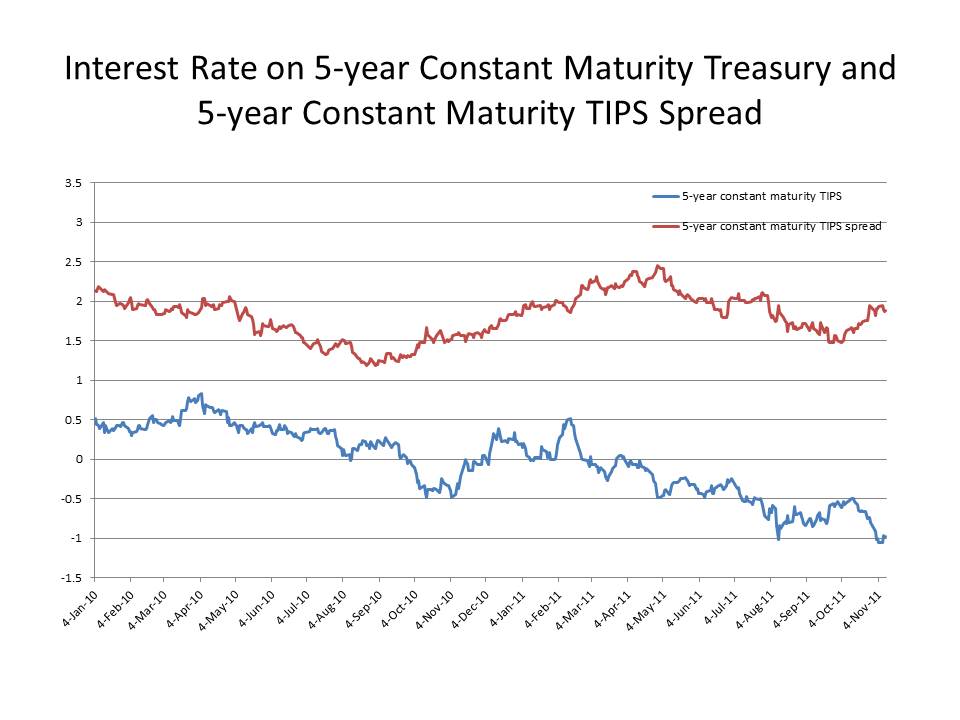 Interest Rate on 5-year Constant Maturity Treasury and
5-year Constant Maturity TIPS Spread
3.5
5-year constant maturity TIPS
3
5-year constant maturity TIPS spread
2.5
2
1.5
1
0.5
0
-0.5
-1
-1.5
4-Jan-10
4-Feb-10
4-Mar-10
4-Apr-10
4-May-10
4-Jun-10
4-Jul-10
4-Aug-10
4-Sep-10
4-Oct-10
4-Nov-10
4-Dec-10
4-Jan-11
4-Feb-11
4-Mar-11
4-Apr-11
4-May-11
4-Jun-11
4-Jul-11
4-Aug-11
4-Sep-11
4-Oct-11
4-Nov-11